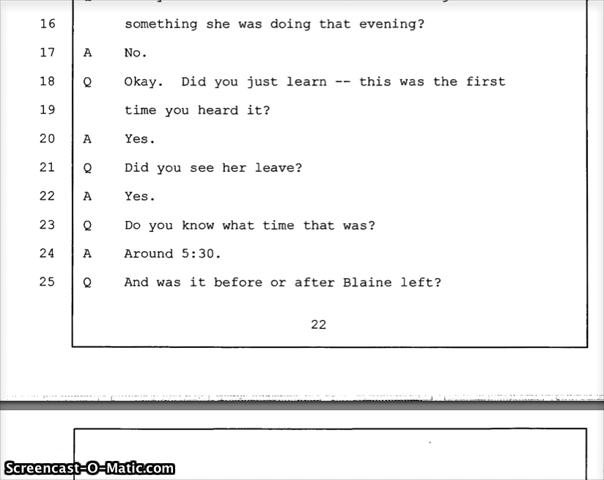 16 something she was doing that evening?
17 A No.
18 Q Okay. Did you just learn -- this was the first
19 time you heard it?
20 A Yes.
21 Q Did you see her leave?
22 A Yes.
23 Q Do you know what time that was?
24 A Around 5:30.
25 Q And was it before or after Blaine left?
22
Screencast-O-Matic.com